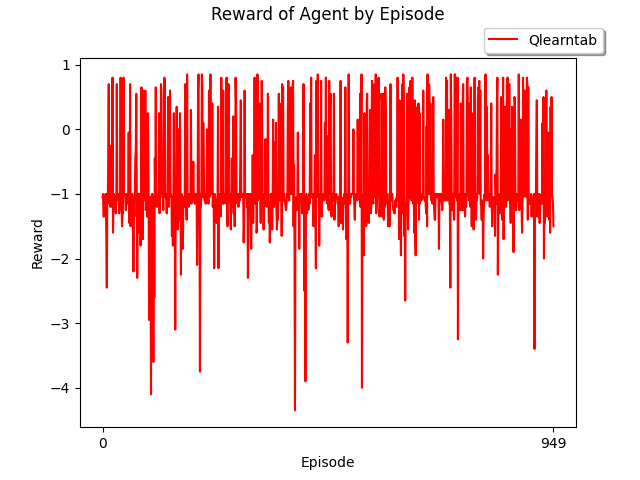 Reward of Agent by Episode
Qlearntab
1
0
−1
−2
−3
−4
Reward
0
949
Episode